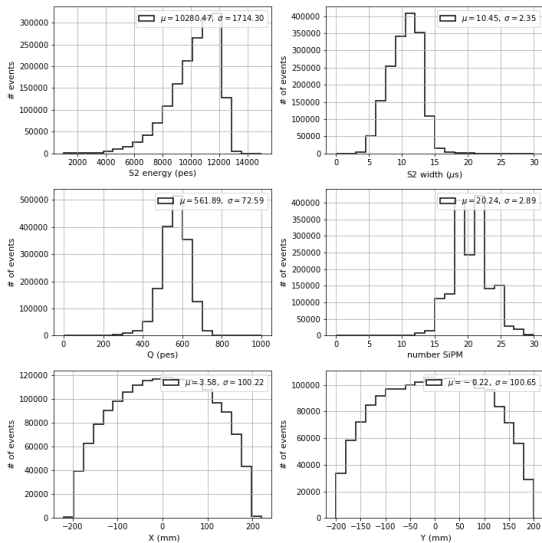 μ = 10280.47, σ = 1714.30
300000
250000
200000
150000
100000
50000
0
# events
2000 4000 6000 8000 10000 12000 14000
S2 energy (pes)
μ = 10.45, σ = 2.35
400000
350000
300000
250000
200000
150000
100000
50000
0
# of events
0 5 10 15 20 25 30
S2 width (μs)
μ = 561.89, σ = 72.59
500000
400000
300000
200000
100000
0
# of events
0 200 400 600 800 1000
Q (pes)
μ = 20.24, σ = 2.89
400000
350000
300000
250000
200000
150000
100000
50000
0
# of events
0 5 10 15 20 25 30
number SiPM
μ = 3.58, σ = 100.22
120000
100000
80000
60000
40000
20000
0
# of events
−200 −100 0 100 200
X (mm)
μ = −0.22, σ = 100.65
100000
80000
60000
40000
20000
0
# of events
−200 −150 −100 −50 0 50 100 150 200
Y (mm)